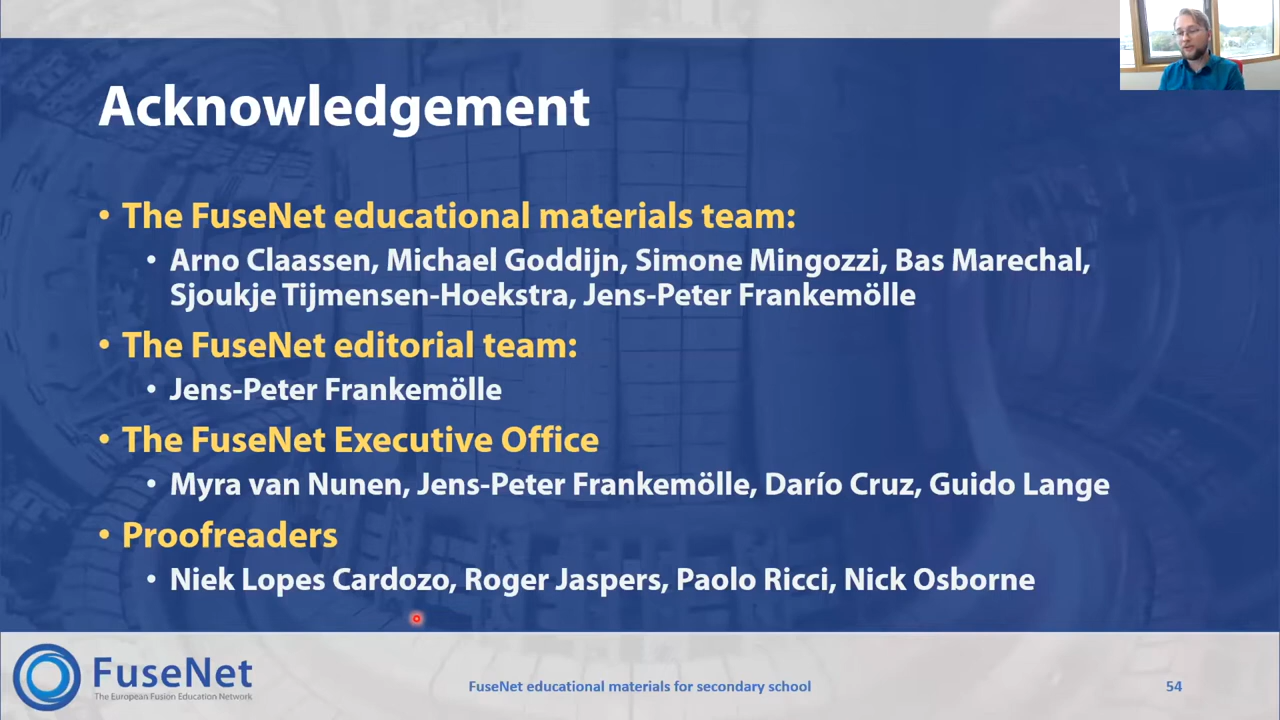 Acknowledgement
• The FuseNet educational materials team:
• Arno Claassen, Michael Goddijn, Simone Mingozzi, Bas Marechal,
Sjoukje Tijmensen-Hoekstra, Jens-Peter Frankemölle
• The FuseNet editorial team:
• Jens-Peter Frankemölle
• The FuseNet Executive Office
• Myra van Nunen, Jens-Peter Frankemölle, Darío Cruz, Guido Lange
• Proofreaders
• Niek Lopes Cardozo, Roger Jaspers, Paolo Ricci, Nick Osborne
FuseNet
The European Fusion Education Network
FuseNet educational materials for secondary school
54